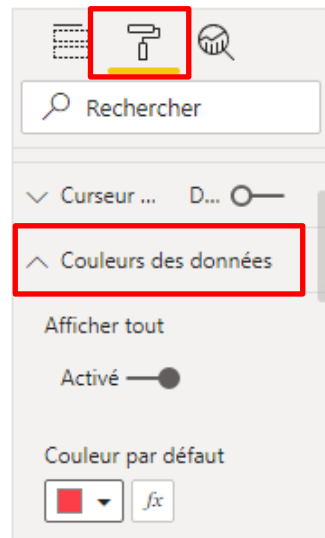 Rechercher
Curseur ... D...
Couleurs des données
Afficher tout
Activé
Couleur par défaut
fx